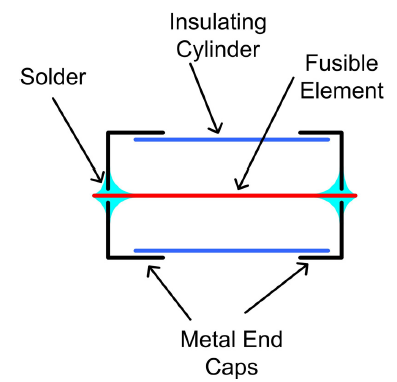 Insulating
Cylinder
Fusible
Element
Solder
Metal End
Caps